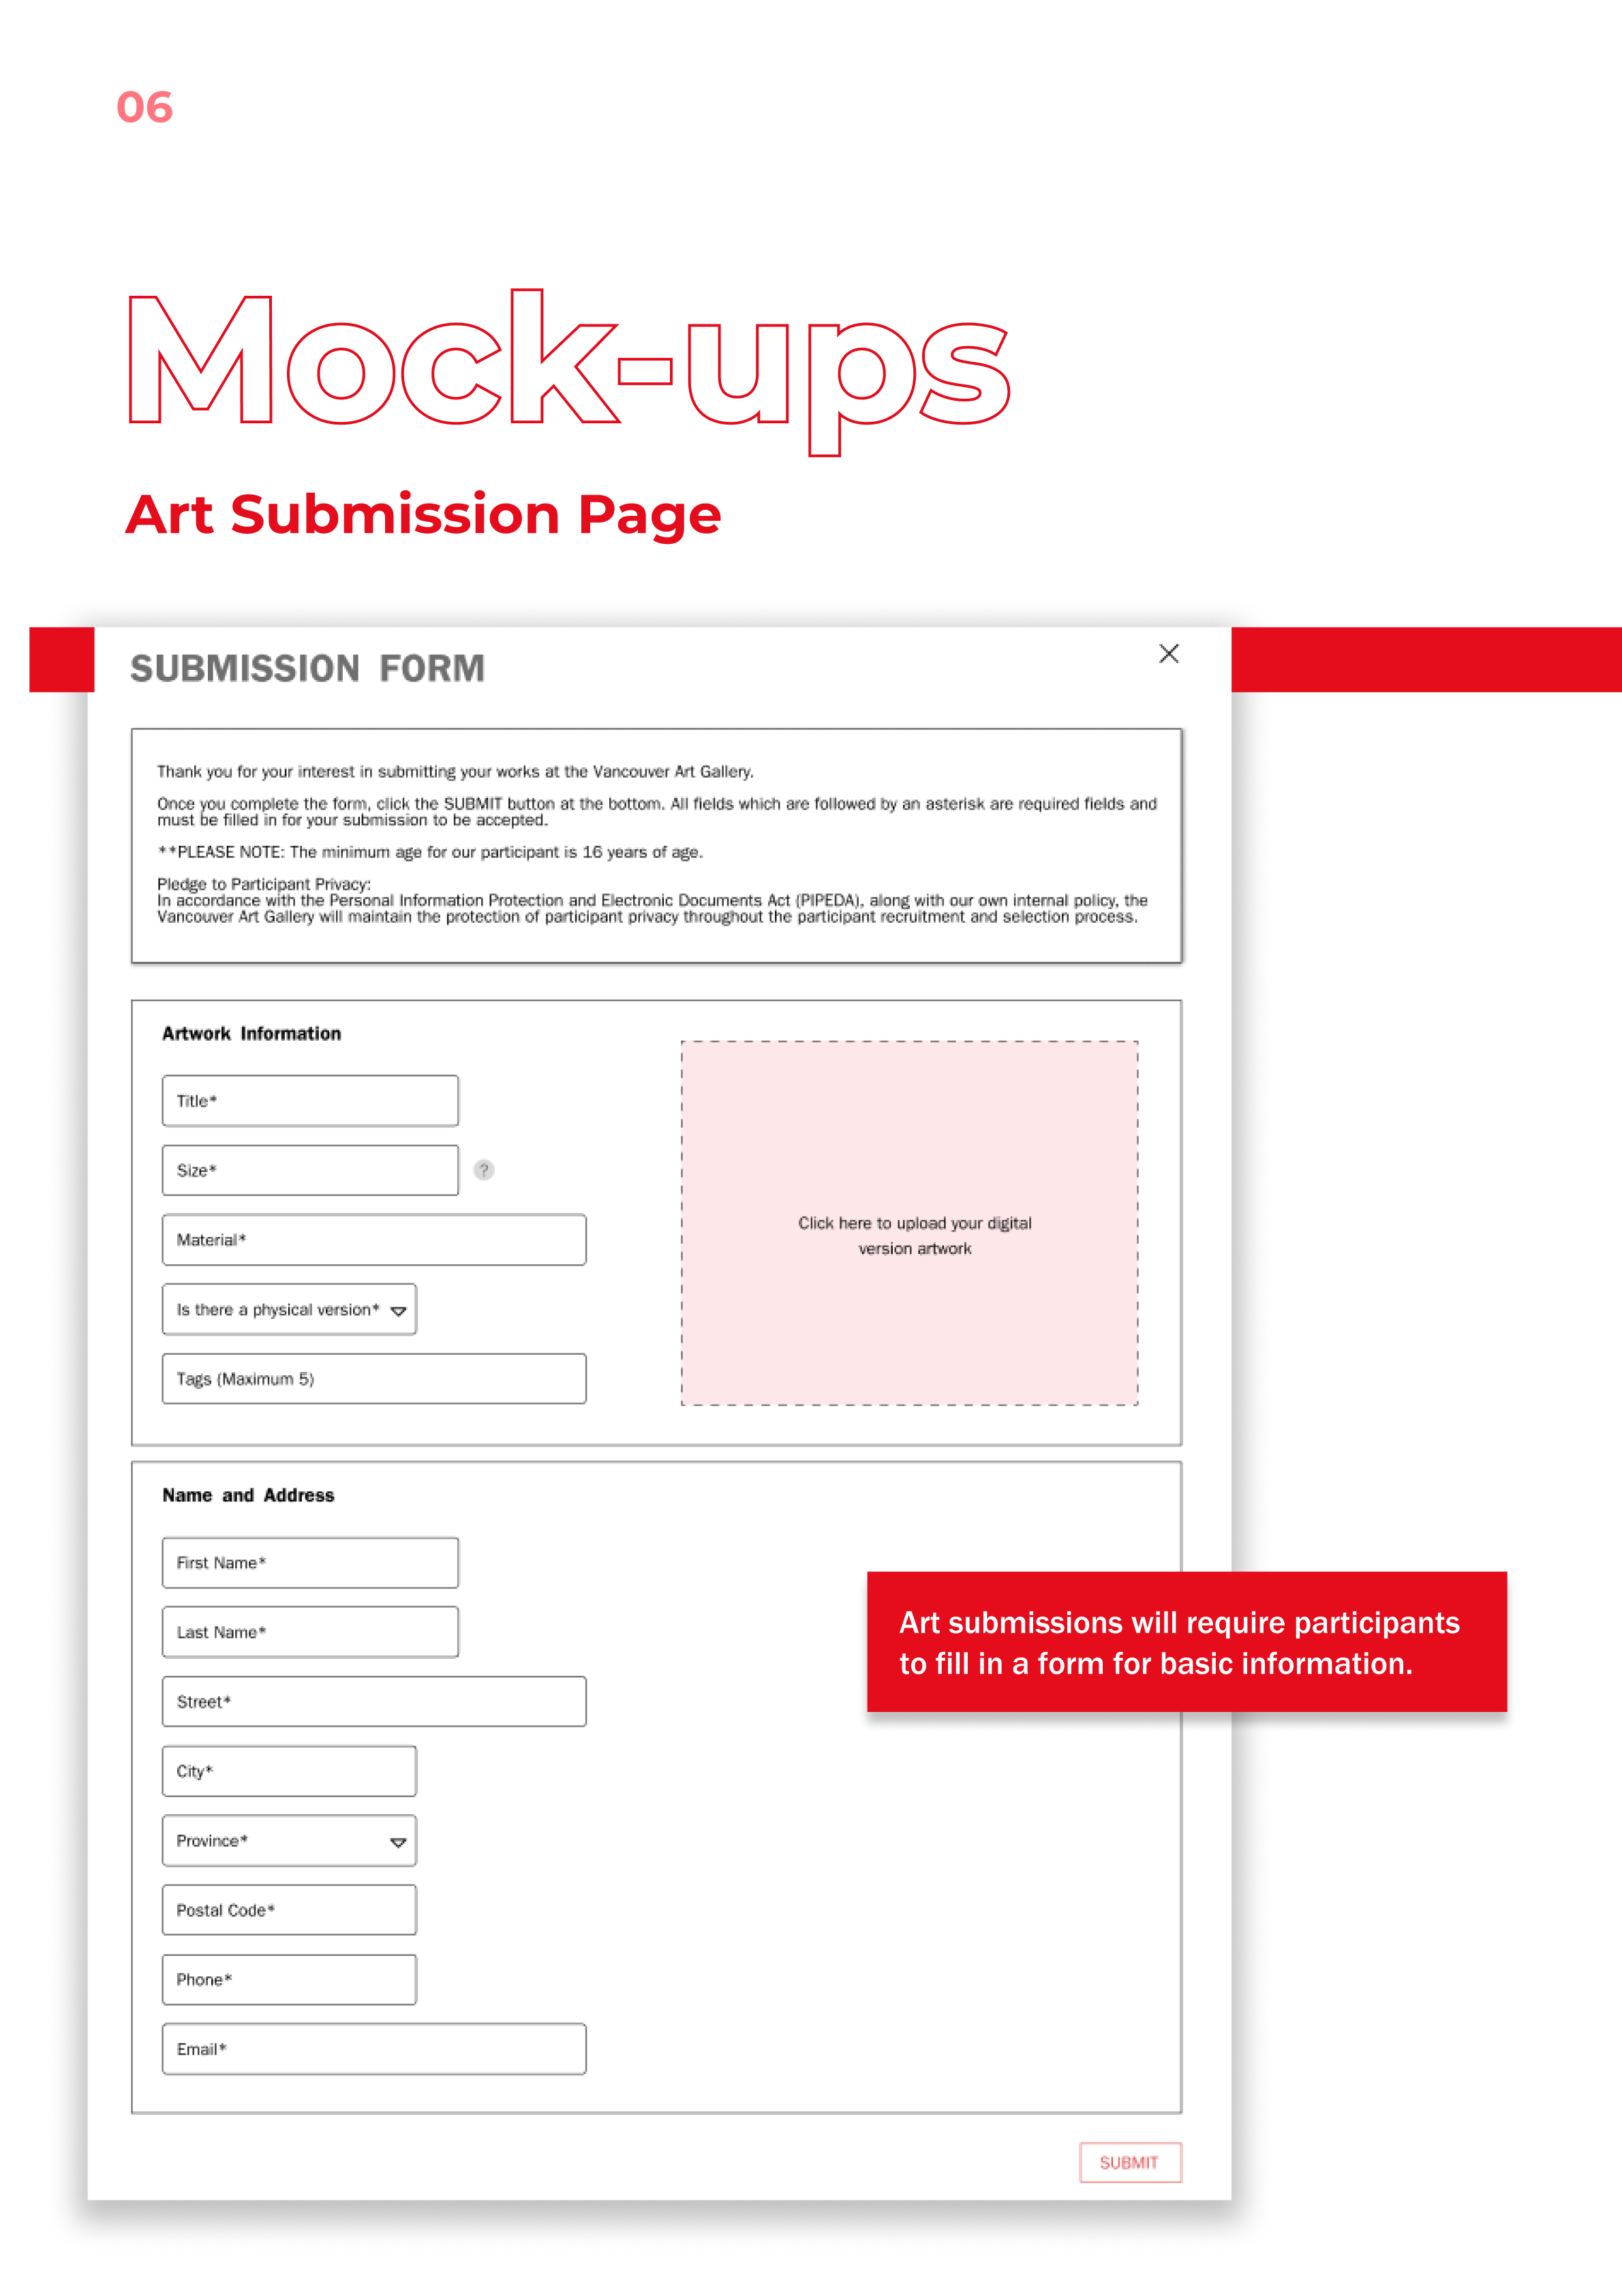 06
Mock-ups
Art Submission Page
SUBMISSION FORM
Thank you for your interest in submitting your works at the Vancouver Art Gallery.
Once you complete the form, click the SUBMIT button at the bottom. All fields which are followed by an asterisk are required fields and
must be filled in for your submission to be accepted.
**PLEASE NOTE: The minimum age for our participant is 16 years of age.
Pledge to Participant Privacy:
In accordance with the Personal Information Protection and Electronic Documents Act (PIPEDA), along with our own internal policy, the
Vancouver Art Gallery will maintain the protection of participant privacy throughout the participant recruitment and selection process.
Artwork Information
Title*
Size*
?
Material*
Is there a physical version*
Tags (Maximum 5)
Click here to upload your digital
version artwork
Name and Address
First Name*
Last Name*
Street*
City*
Province*
Postal Code*
Phone*
Email*
Art submissions will require participants
to fill in a form for basic information.
SUBMIT